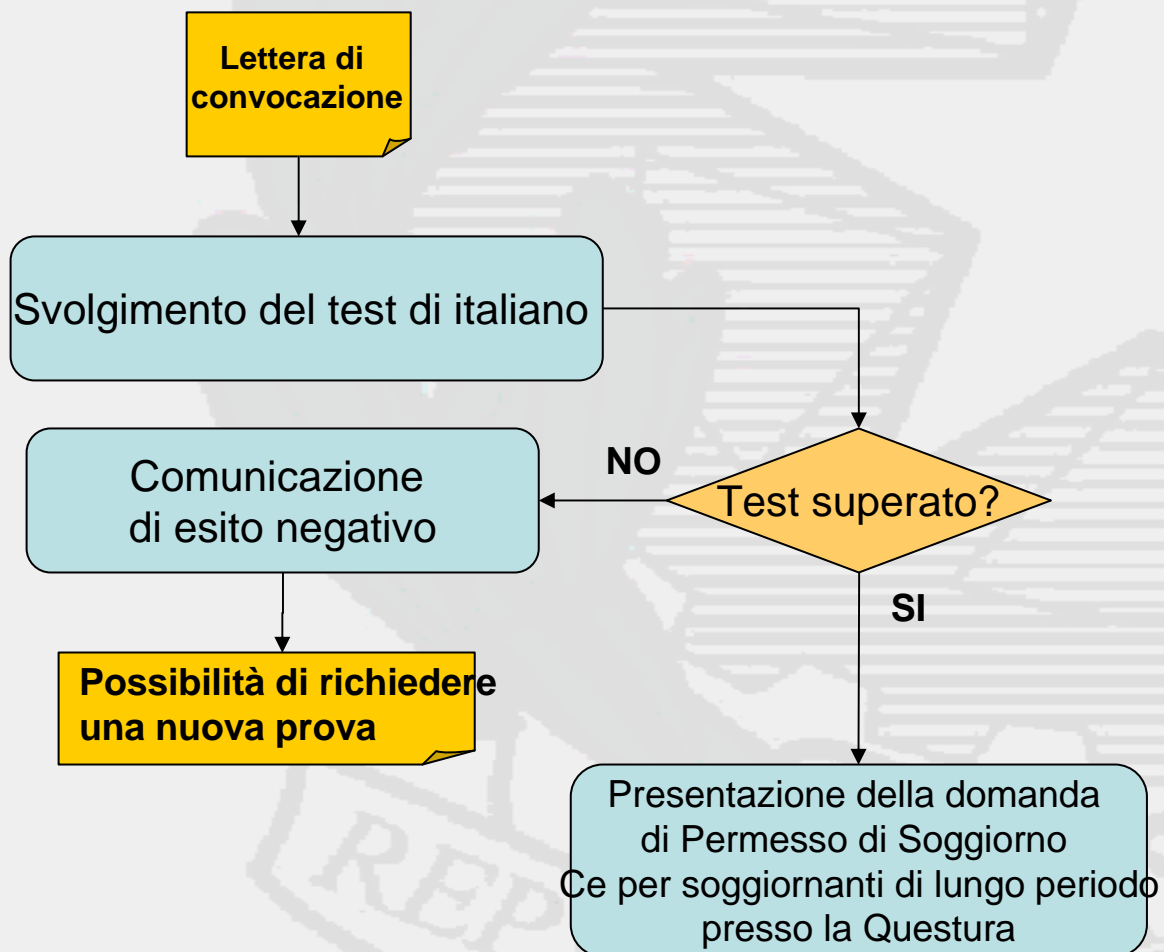 Lettera di
convocazione
Svolgimento del test di italiano
Comunicazione
di esito negativo
NO
Test superato?
SI
Possibilità di richiedere
una nuova prova
Presentazione della domanda
di Permesso di Soggiorno
Ce per soggiornanti di lungo periodo
presso la Questura
REP